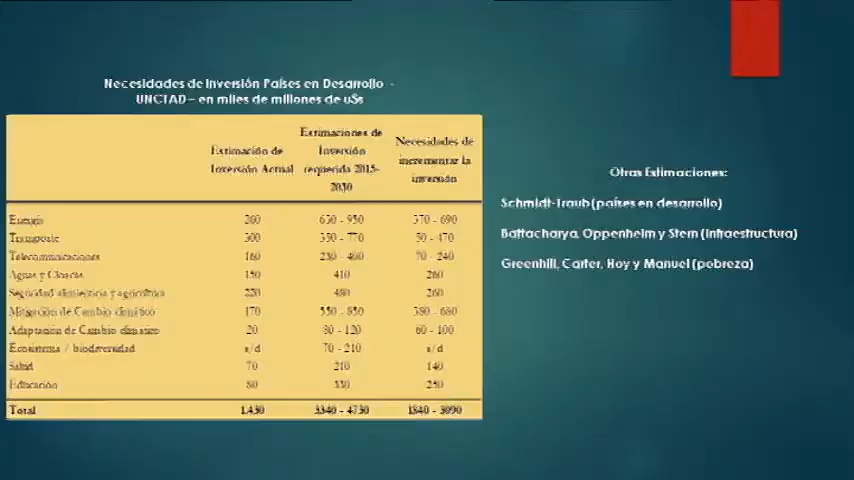 Necesidades de Inversión Países en Desarrollo -
UNCTAD – en miles de millones de u$s
Estimación de Inversión Actual
Estimaciones de Inversión requerida 2015-2030
Necesidades de incrementar la inversión
Energía 260 630 - 950 370 - 690
Transporte 300 350 - 770 50 - 470
Telecomunicaciones 160 230 - 400 70 - 240
Aguas y Cloacas 150 410 260
Seguridad alimenticia y agricultura 220 480 260
Mitigación de Cambio climático 170 550 - 850 380 - 680
Adaptación de Cambio climático 20 80 - 120 60 - 100
Ecosistema / biodiversidad s/d 70 - 210 s/d
Salud 70 210 140
Educación 80 330 250
Total 1.430 3340 - 4730 1840 - 3090
Otras Estimaciones:
Schmidt-Traub (países en desarrollo)
Battacharya, Oppenheim y Stern (infraestructura)
Greenhill, Carter, Hoy y Manuel (pobreza)